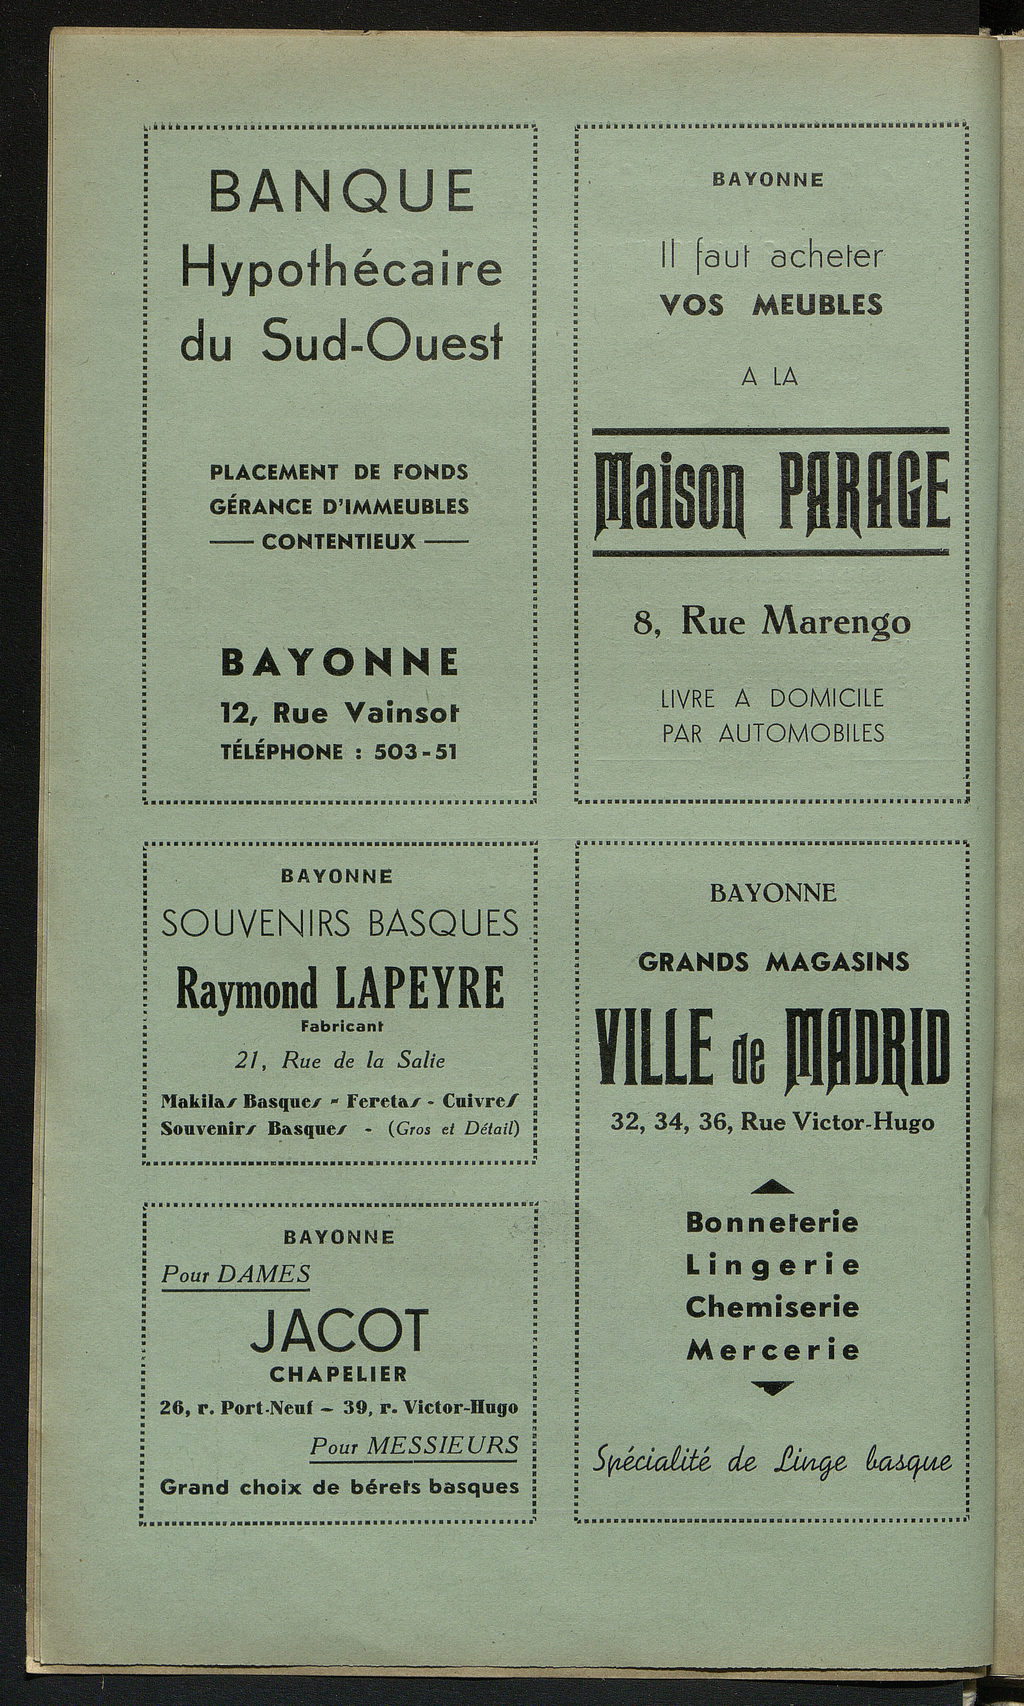 BANQUE
Hypothécaire
du Sud-Ouest
PLACEMENT DE FONDS
GÉRANCE D'IMMEUBLES
CONTENTIEUX
BAYONNE
12, Rue Vainsot
TÉLÉPHONE : 503-51
BAYONNE
Il faut acheter
VOS MEUBLES
A LA
Maison PARAGE
8, Rue Marengo
LIVRE A DOMICILE
PAR AUTOMOBILES
BAYONNE
SOUVENIRS BASQUES
Raymond LAPEYRE
Fabricant
21, Rue de la Salie
Makilas Basques - Feretas - Cuivres
Souvenirs Basques - (Gros et Détail)
BAYONNE
Pour DAMES
JACOT
CHAPELIER
26, r. Port-Neuf - 39, r. Victor-Hugo
Pour MESSIEURS
Grand choix de bérets basques
BAYONNE
GRANDS MAGASINS
VILLE de MADRID
32, 34, 36, Rue Victor-Hugo
Bonneterie
Lingerie
Chemiserie
Mercerie
Spécialité de Linge basque